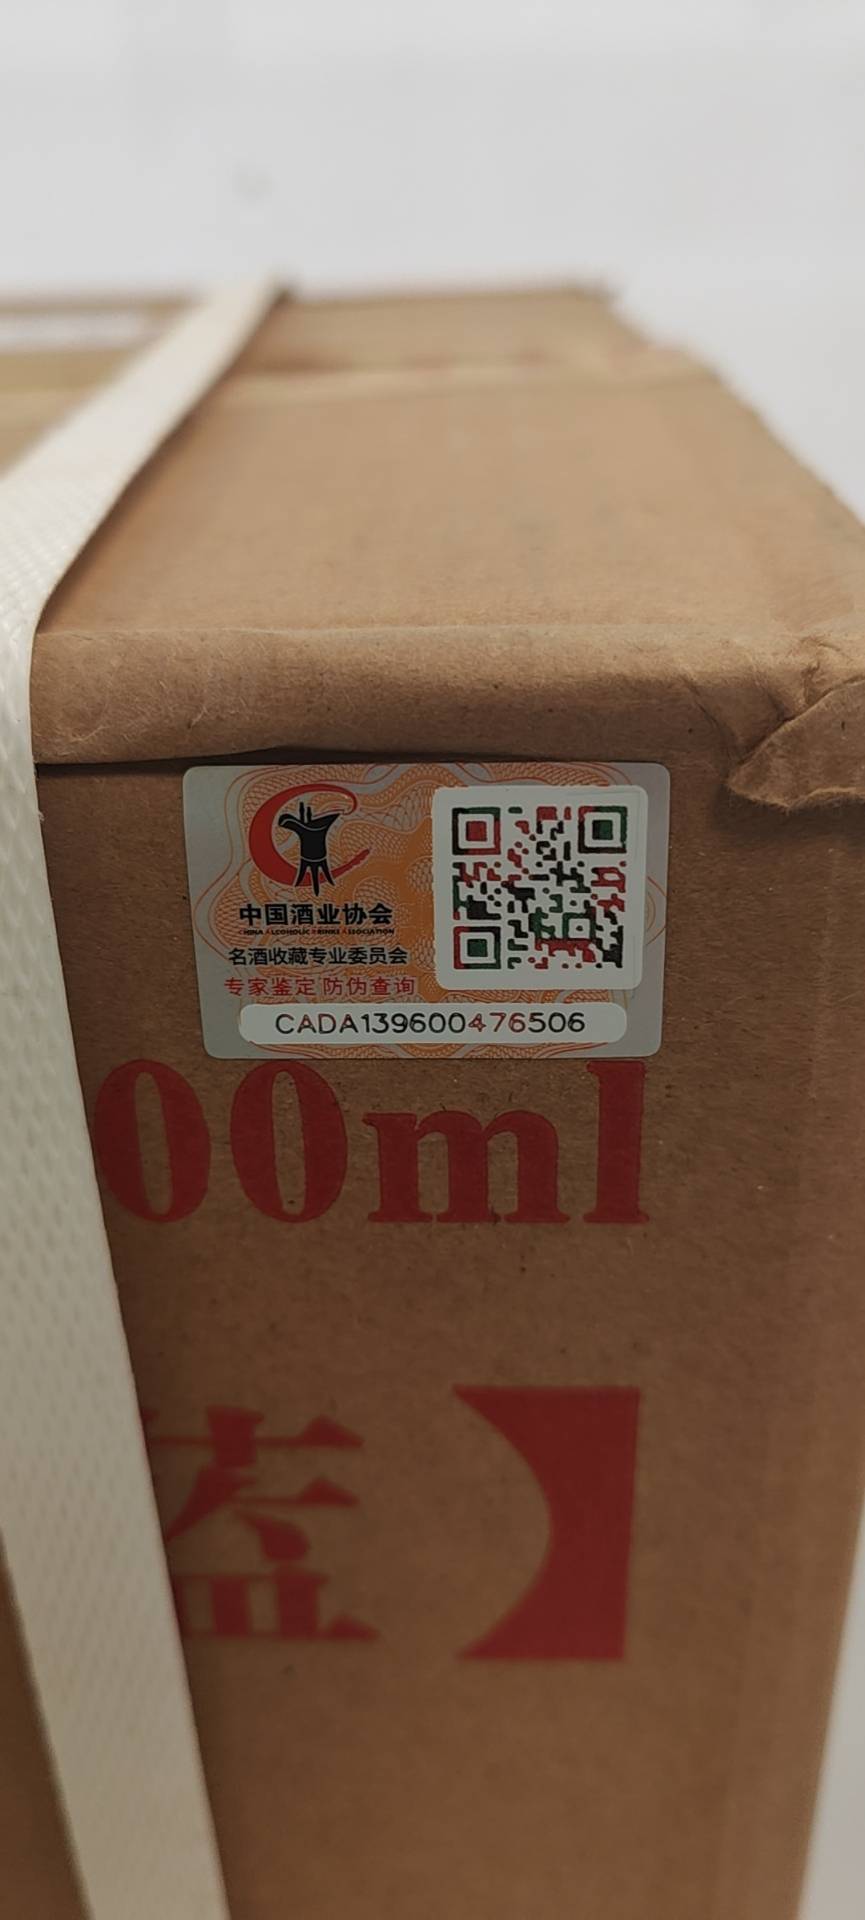 中国酒业协会
CHINA ALCOHOLIC DRINKS ASSOCIATION
名酒收藏专业委员会
专家鉴定 防伪查询
CADA139600476506
00ml
盖】